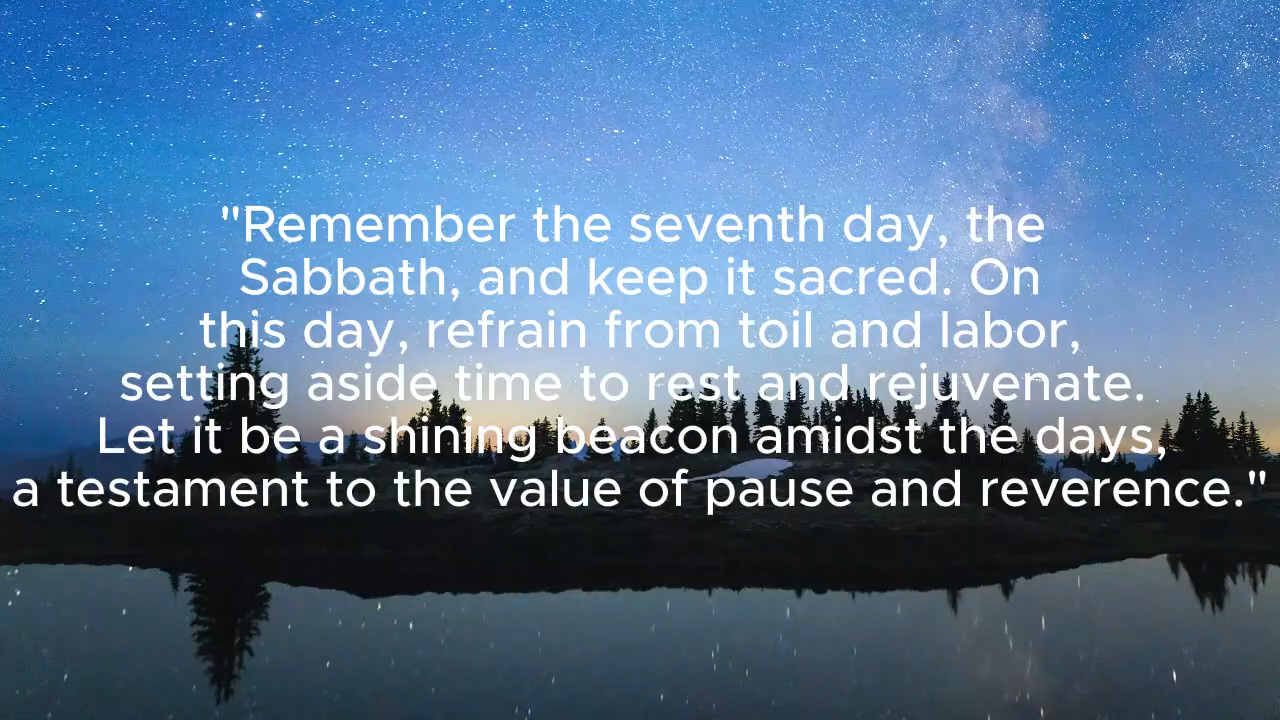 "Remember the seventh day, the
Sabbath, and keep it sacred. On
this day, refrain from toil and labor,
setting aside time to rest and rejuvenate.
Let it be a shining beacon amidst the days,
a testament to the value of pause and reverence."